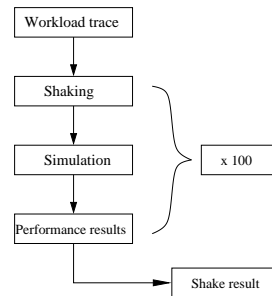 Workload trace
Shaking
Simulation
x 100
Performance results
Shake result